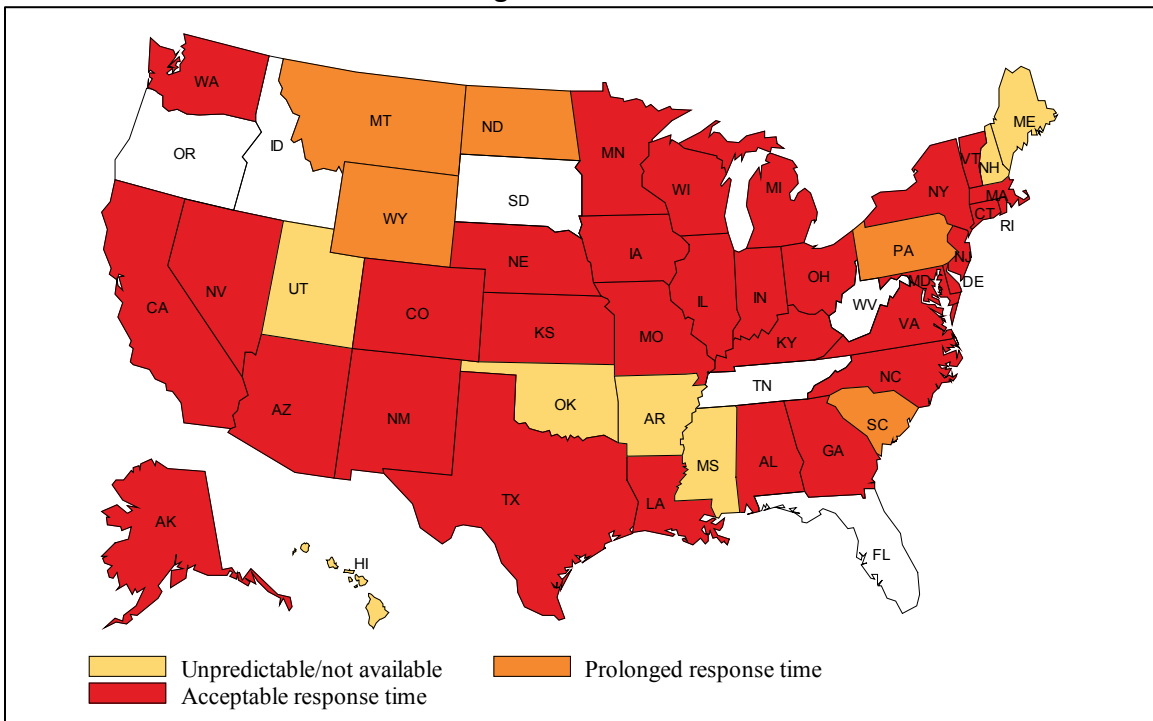 WA
MT
ND
MN
ME
OR
ID
SD
WI
MI
VT
NH
NY
MA
CT
RI
WY
NE
IA
PA
NJ
OH
DE
MD
UT
NV
CA
CO
KS
MO
IL
IN
WV
VA
KY
NC
TN
AZ
NM
OK
AR
SC
MS
AL
GA
TX
LA
AK
HI
FL
Unpredictable/not available
Prolonged response time
Acceptable response time